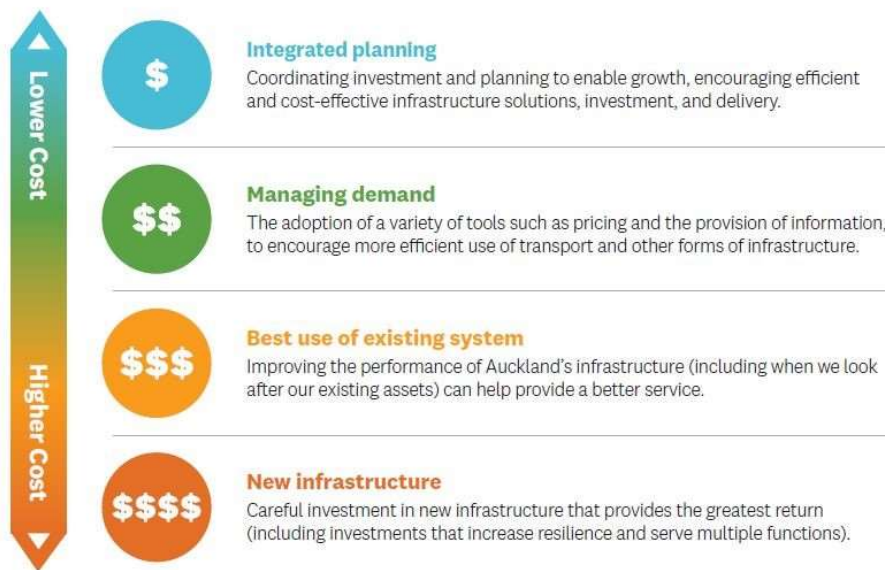 Lower Cost
Higher Cost
$
Integrated planning
Coordinating investment and planning to enable growth, encouraging efficient
and cost-effective infrastructure solutions, investment, and delivery.
$$
Managing demand
The adoption of a variety of tools such as pricing and the provision of information,
to encourage more efficient use of transport and other forms of infrastructure.
$$$
Best use of existing system
Improving the performance of Auckland's infrastructure (including when we look
after our existing assets) can help provide a better service.
$$$$
New infrastructure
Careful investment in new infrastructure that provides the greatest return
(including investments that increase resilience and serve multiple functions).